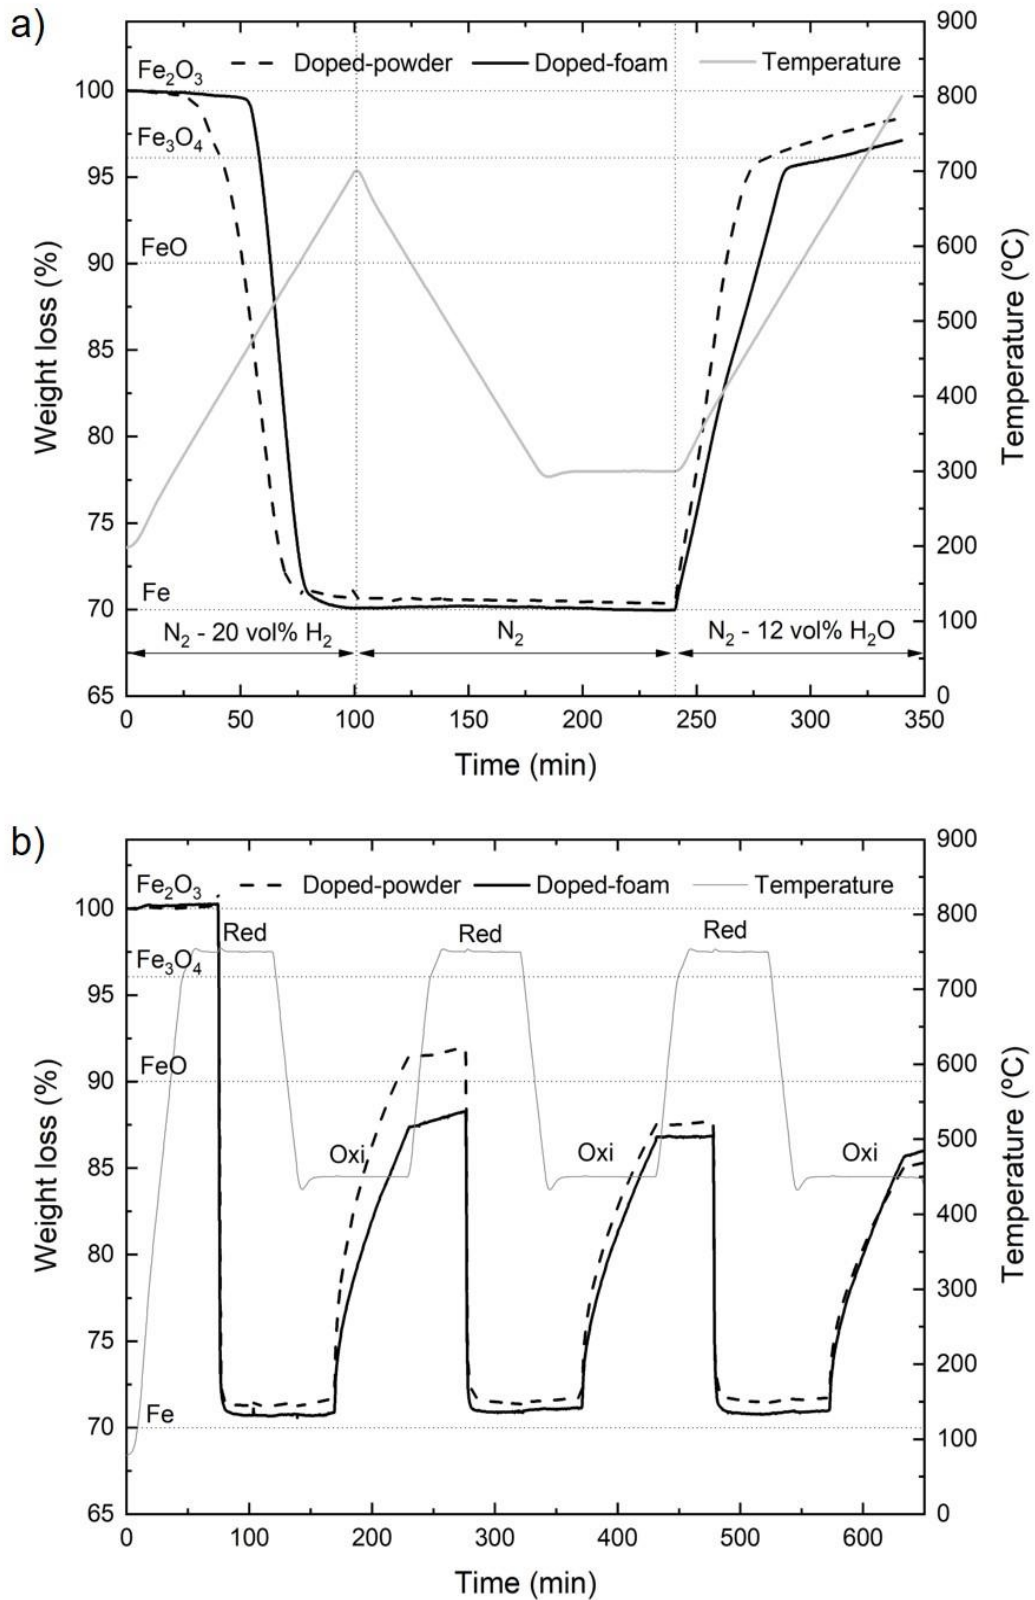 a)
Fe₂O₃
Doped-powder
Doped-foam
Temperature
Fe₃O₄
FeO
Fe
N₂ - 20 vol% H₂
N₂
N₂ - 12 vol% H₂O
100
95
90
85
80
75
70
65
Weight loss (%)
900
800
700
600
500
400
300
200
100
0
Temperature (ºC)
0 50 100 150 200 250 300 350
Time (min)
b)
Fe₂O₃
Doped-powder
Doped-foam
Temperature
Red
Red
Red
Fe₃O₄
FeO
Oxi
Oxi
Oxi
Fe
100
95
90
85
80
75
70
65
Weight loss (%)
900
800
700
600
500
400
300
200
100
0
Temperature (ºC)
0 100 200 300 400 500 600
Time (min)